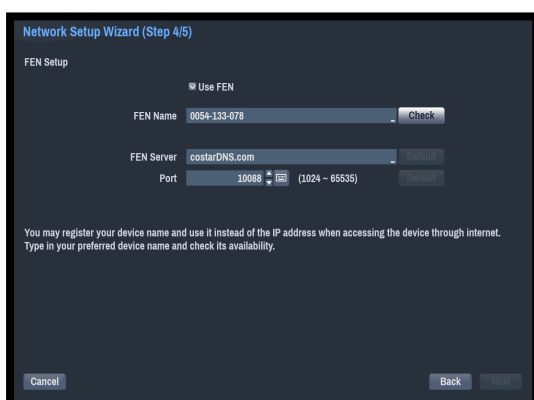 Network Setup Wizard (Step 4/5)
FEN Setup
Use FEN
FEN Name 0054-133-078 Check
FEN Server costarDNS.com Default
Port 10088 (1024 ~ 65535) Default
You may register your device name and use it instead of the IP address when accessing the device through internet.
Type in your preferred device name and check its availability.
Cancel Back Next